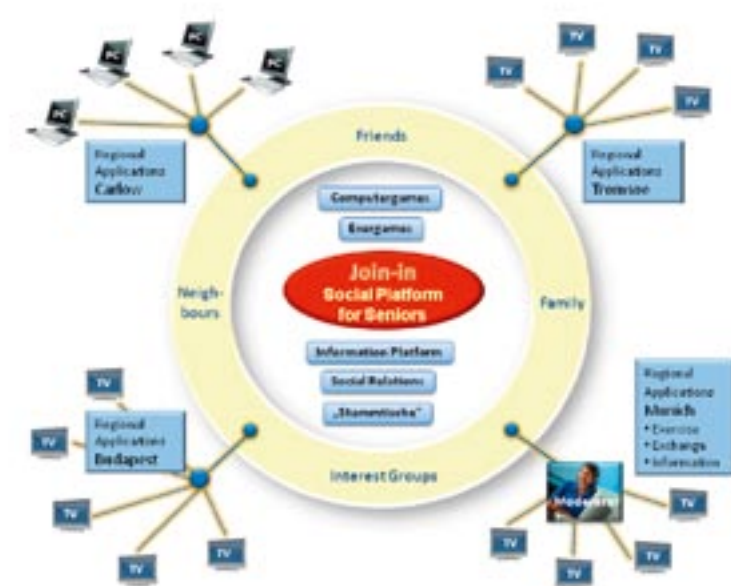 PC
PC
PC
PC
TV
TV
TV
TV
Regional
Applications
Carlow
Friends
Regional
Applications
Tromsoe
Computergames
Exergames
Join-in
Social Platform
for Seniors
Neigh-
bours
Family
Information Platform
Social Relations
„Stammtische“
Regional
Applications
Munich
• Exercise
• Exchange
• Information
TV
TV
Regional
Applications
Budapest
Interest Groups
Moderator
TV
TV
TV
TV
TV
TV
TV
TV